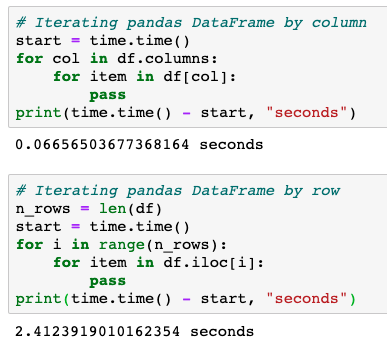 # Iterating pandas DataFrame by column
start = time.time()
for col in df.columns:
    for item in df[col]:
        pass
print(time.time() - start, "seconds")
0.06656503677368164 seconds
# Iterating pandas DataFrame by row
n_rows = len(df)
start = time.time()
for i in range(n_rows):
    for item in df.iloc[i]:
        pass
print(time.time() - start, "seconds")
2.4123919010162354 seconds